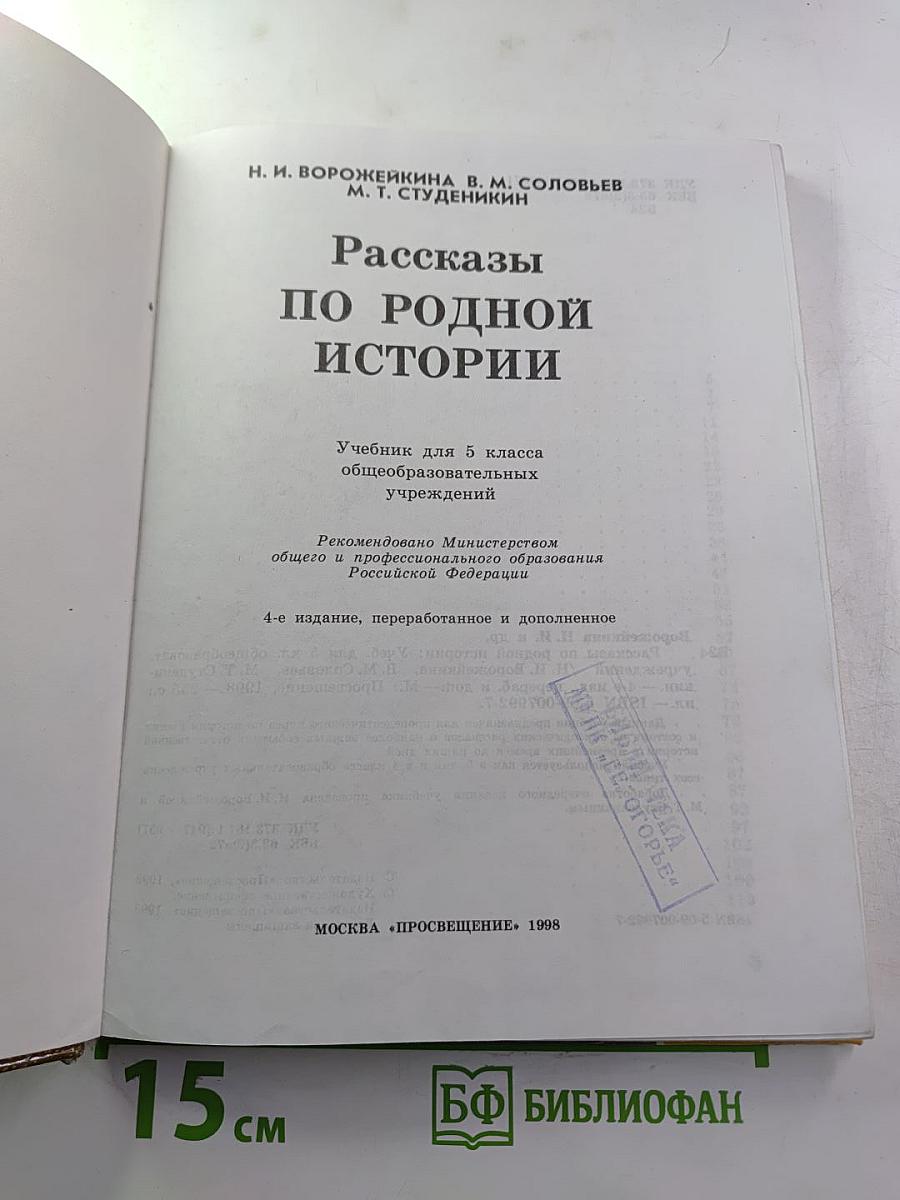 Н. И. ВОРОЖЕЙКИНА В. М. СОЛОВЬЕВ
М. Т. СТУДЕНИКИН
Рассказы
ПО РОДНОЙ
ИСТОРИИ
Учебник для 5 класса
общеобразовательных
учреждений
Рекомендовано Министерством
общего и профессионального образования
Российской Федерации
4-е издание, переработанное и дополненное
МОСКВА «ПРОСВЕЩЕНИЕ» 1998
15 см
БФ БИБЛИОФАН